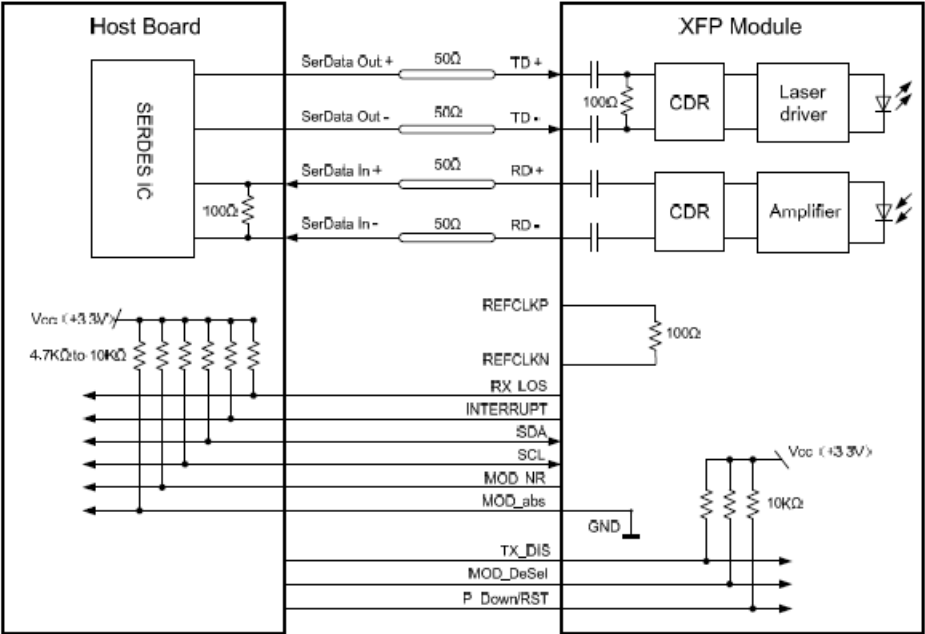 Host Board
XFP Module
SERDES IC
SerData Out +
50Ω
TD +
SerData Out -
50Ω
TD -
SerData In +
50Ω
RD +
SerData In -
50Ω
RD -
100Ω
100Ω
CDR
Laser
driver
CDR
Amplifier
Vcc (+3.3V)
4.7KΩ to 10KΩ
REFCLKP
100Ω
REFCLKN
RX_LOS
INTERRUPT
SDA
SCL
MOD_NR
MOD_abs
GND
Vcc (+3.3V)
10KΩ
TX_DIS
MOD_DeSel
P_Down/RST